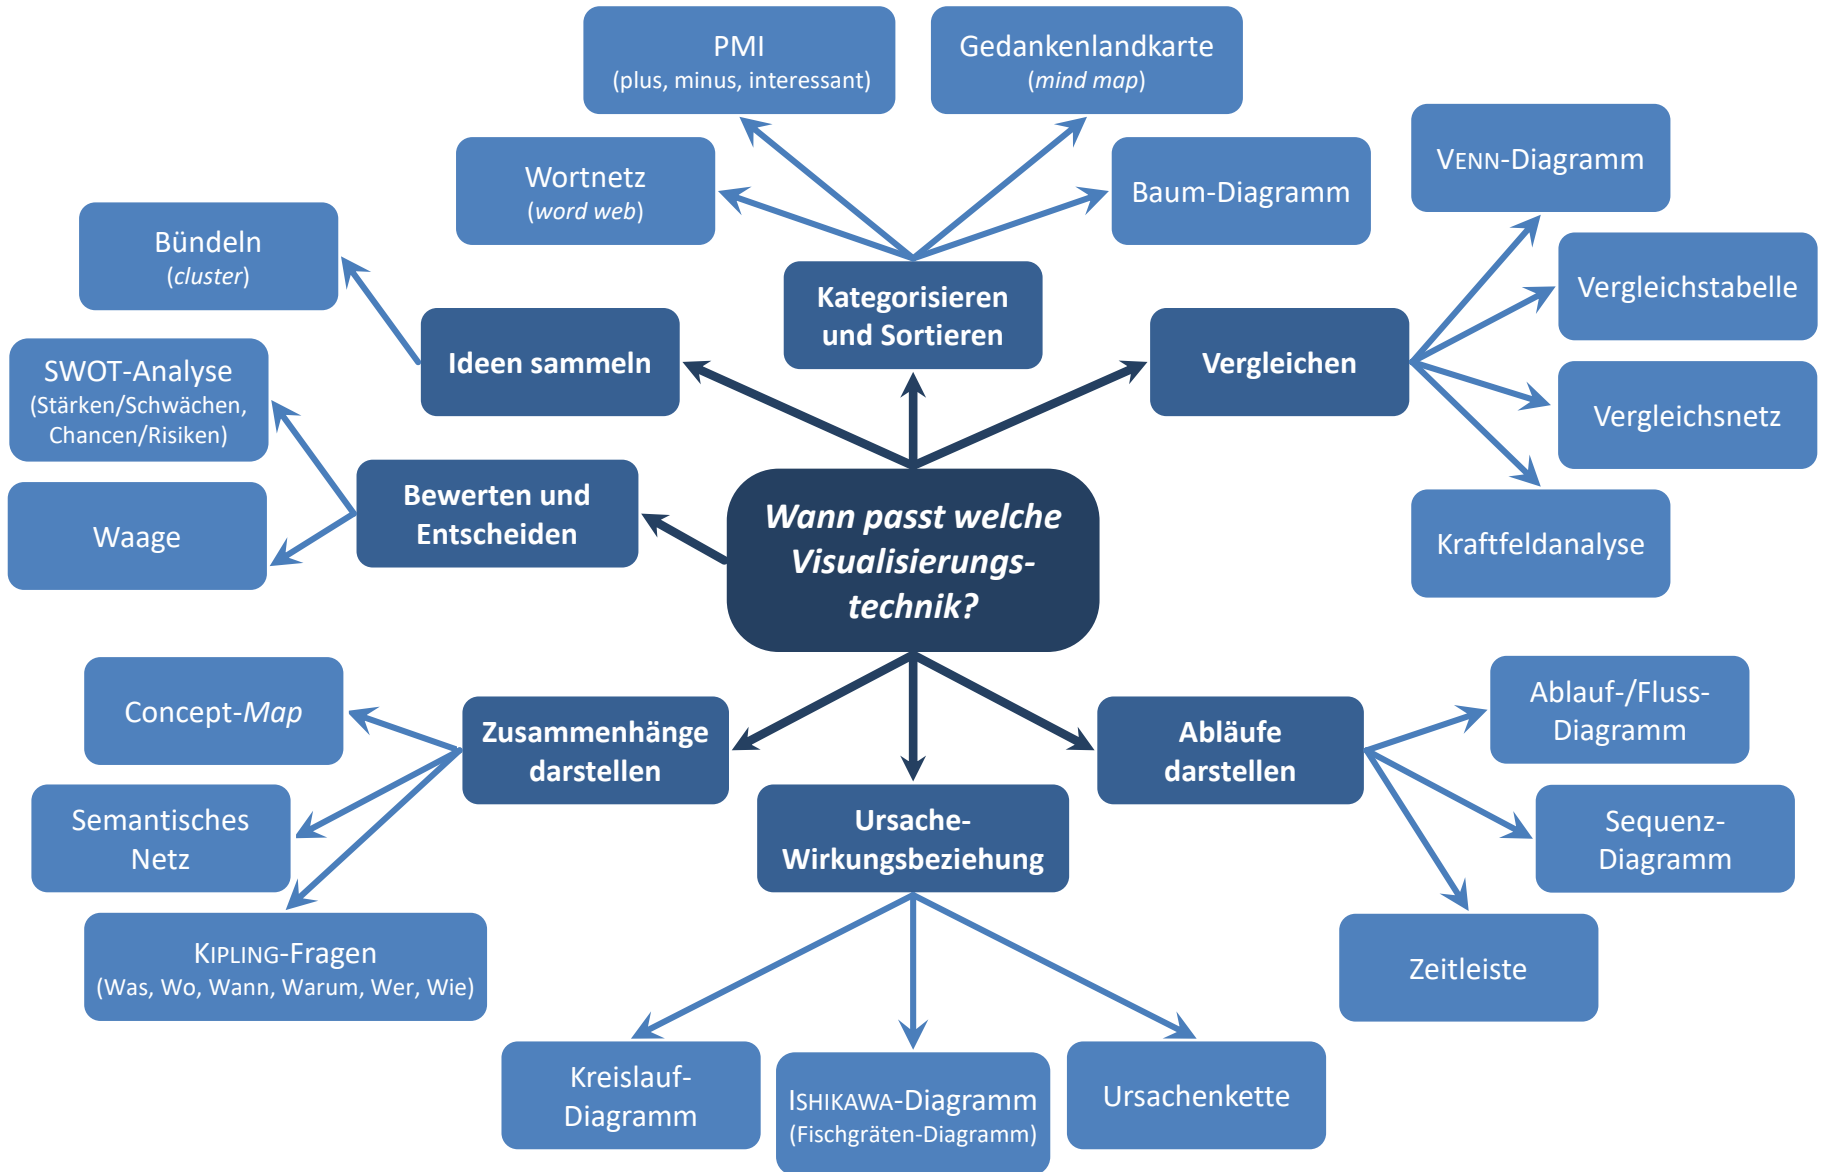 PMI
(plus, minus, interessant)
Gedankenlandkarte
(mind map)
Wortnetz
(word web)
Baum-Diagramm
VENN-Diagramm
Bündeln
(cluster)
Kategorisieren
und Sortieren
Vergleichstabelle
Ideen sammeln
Vergleichen
SWOT-Analyse
(Stärken/Schwächen,
Chancen/Risiken)
Vergleichsnetz
Bewerten und
Entscheiden
Waage
Wann passt welche
Visualisierungs-
technik?
Kraftfeldanalyse
Concept-Map
Zusammenhänge
darstellen
Abläufe
darstellen
Ablauf-/Fluss-
Diagramm
Semantisches
Netz
Ursache-
Wirkungsbeziehung
Sequenz-
Diagramm
KIPLING-Fragen
(Was, Wo, Wann, Warum, Wer, Wie)
Zeitleiste
Kreislauf-
Diagramm
ISHIKAWA-Diagramm
(Fischgräten-Diagramm)
Ursachenkette